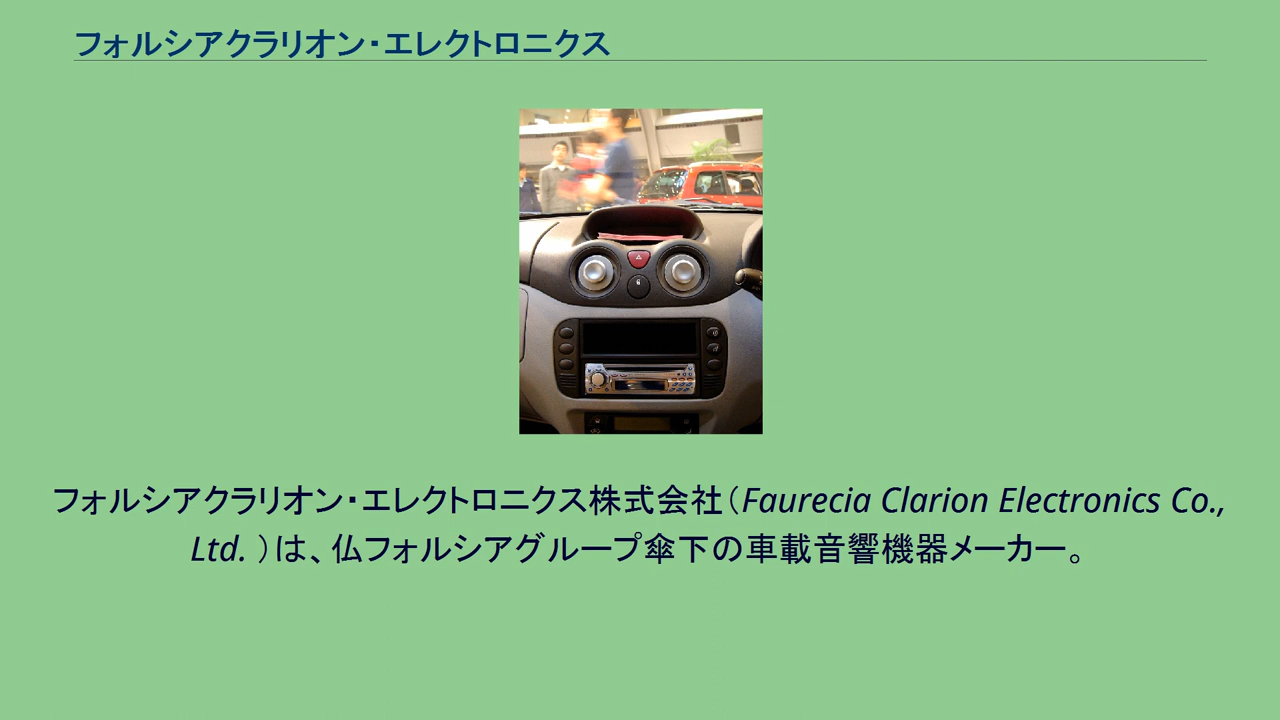 フォルシアクラリオン・エレクトロニクス
フォルシアクラリオン・エレクトロニクス株式会社（Faurecia Clarion Electronics Co.,
Ltd. ）は、仏フォルシアグループ傘下の車載音響機器メーカー。